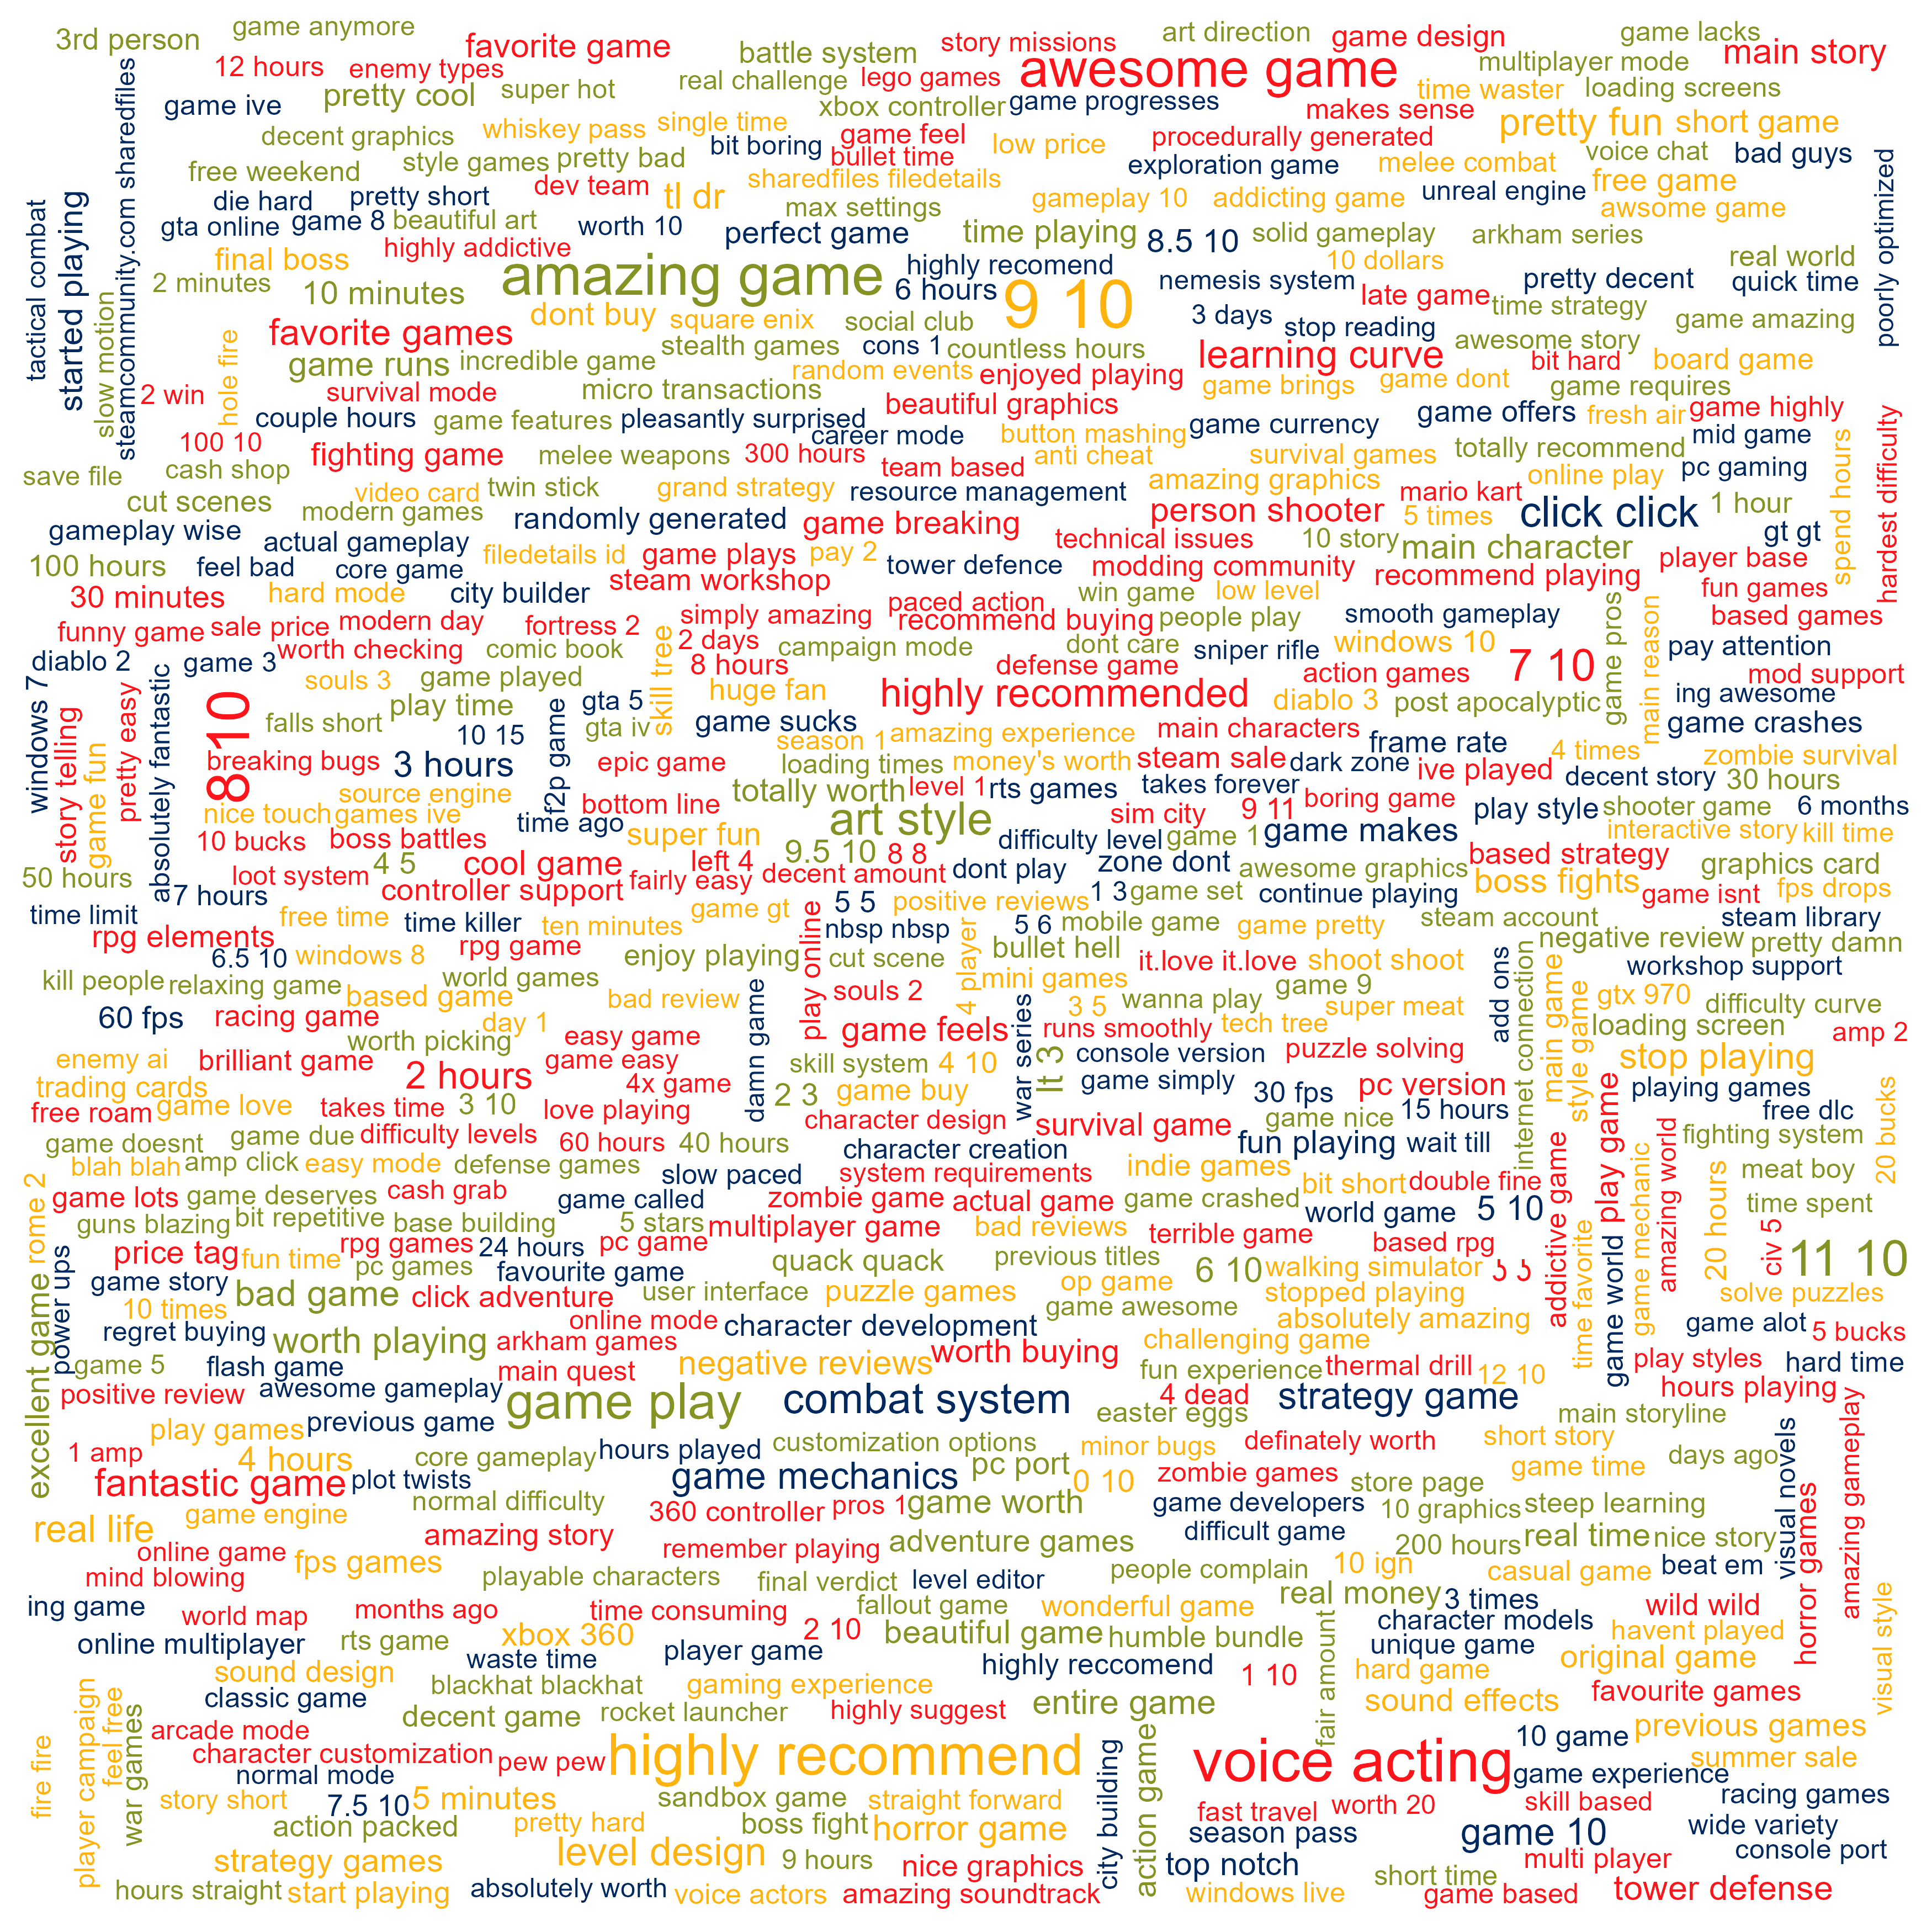 game anymore
3rd person
favorite game
battle system
story missions
art direction
game design
game lacks
main story
12 hours
enemy types
real challenge
lego games
awesome game
multiplayer mode
game ive
pretty cool
super hot
xbox controller
game progresses
makes sense
time waster
loading screens
decent graphics
whiskey pass
single time
game feel
procedurally generated
pretty fun
short game
steamcommunity.com sharedfiles
free weekend
style games
pretty bad
bit boring
bullet time
low price
exploration game
melee combat
voice chat
bad guys
die hard
pretty short
dev team
tl dr
sharedfiles filedetails
gameplay 10
addicting game
unreal engine
free game
poorly optimized
tactical combat
started playing
gta online
game 8
beautiful art
worth 10
max settings
perfect game
time playing
8.5 10
solid gameplay
arkham series
awsome game
final boss
highly addictive
highly recomend
10 dollars
real world
2 minutes
10 minutes
amazing game
6 hours
9 10
nemesis system
late game
pretty decent
quick time
slow motion
hole fire
favorite games
dont buy
square enix
social club
3 days
stop reading
time strategy
game amazing
game runs
incredible game
stealth games
cons 1
countless hours
learning curve
awesome story
bit hard
board game
2 win
survival mode
micro transactions
random events
enjoyed playing
game brings
game dont
game requires
couple hours
game features
pleasantly surprised
beautiful graphics
career mode
button mashing
game currency
game offers
fresh air
game highly
100 10
fighting game
melee weapons
300 hours
team based
anti cheat
survival games
totally recommend
mid game
save file
cash shop
video card
twin stick
grand strategy
resource management
amazing graphics
mario kart
online play
pc gaming
spend hours
hardest difficulty
cut scenes
modern games
randomly generated
game breaking
person shooter
5 times
click click
1 hour
gameplay wise
actual gameplay
filedetails id
game plays
pay 2
technical issues
10 story
main character
gt gt
100 hours
feel bad
core game
steam workshop
tower defence
modding community
recommend playing
player base
30 minutes
hard mode
city builder
simply amazing
paced action
win game
low level
fun games
funny game
sale price
modern day
fortress 2
recommend buying
people play
smooth gameplay
based games
diablo 2
game 3
worth checking
comic book
skill tree
2 days
campaign mode
dont care
sniper rifle
windows 10
game pros
main reason
pay attention
windows 7
souls 3
game played
8 hours
defense game
action games
7 10
mod support
story telling
pretty easy
absolutely fantastic
8 10
falls short
play time
f2p game
gta 5
huge fan
highly recommended
diablo 3
post apocalyptic
ing awesome
game fun
10 15
gta iv
game sucks
season 1
amazing experience
main characters
frame rate
game crashes
breaking bugs
3 hours
epic game
loading times
money's worth
steam sale
dark zone
4 times
zombie survival
source engine
totally worth
level 1
rts games
takes forever
ive played
decent story
30 hours
nice touch
games ive
bottom line
art style
sim city
9 11
boring game
play style
shooter game
6 months
10 bucks
boss battles
time ago
super fun
difficulty level
game 1
game makes
interactive story
kill time
50 hours
loot system
4 5
cool game
left 4
9.5 10
8 8
dont play
zone dont
awesome graphics
based strategy
graphics card
7 hours
controller support
fairly easy
decent amount
1 3
game set
continue playing
boss fights
game isnt
fps drops
time limit
free time
time killer
ten minutes
game gt
5 5
positive reviews
5 6
mobile game
game pretty
steam account
steam library
rpg elements
6.5 10
windows 8
rpg game
enjoy playing
play online
nbsp nbsp
4 player
bullet hell
it.love it.love
shoot shoot
internet connection
negative review
pretty damn
kill people
relaxing game
world games
cut scene
mini games
game 9
workshop support
60 fps
based game
bad review
damn game
souls 2
war series
3 5
wanna play
super meat
add ons
main game
style game
gtx 970
difficulty curve
racing game
day 1
worth picking
easy game
game feels
runs smoothly
tech tree
loading screen
amp 2
enemy ai
brilliant game
game easy
skill system
4 10
lt 3
console version
puzzle solving
stop playing
trading cards
2 hours
4x game
2 3
game buy
game simply
30 fps
pc version
playing games
free roam
game love
takes time
3 10
love playing
character design
survival game
game nice
15 hours
free dlc
20 bucks
game doesnt
game due
difficulty levels
60 hours
40 hours
character creation
fun playing
wait till
addictive game
play game
fighting system
blah blah
amp click
easy mode
defense games
slow paced
system requirements
indie games
bit short
double fine
game mechanic
amazing world
meat boy
rome 2
game lots
game deserves
cash grab
game called
zombie game
actual game
game crashed
world game
5 10
20 hours
time spent
guns blazing
bit repetitive
base building
5 stars
multiplayer game
bad reviews
terrible game
based rpg
time favorite
game world
civ 5
11 10
power ups
price tag
fun time
rpg games
24 hours
pc game
quack quack
previous titles
6 10
walking simulator
excellent game
game story
pc games
favourite game
user interface
puzzle games
op game
stopped playing
solve puzzles
10 times
bad game
click adventure
online mode
game awesome
absolutely amazing
regret buying
worth playing
arkham games
character development
challenging game
game alot
5 bucks
game 5
flash game
main quest
negative reviews
worth buying
fun experience
thermal drill
12 10
play styles
hard time
positive review
awesome gameplay
game play
combat system
4 dead
strategy game
hours playing
play games
previous game
easter eggs
main storyline
1 amp
4 hours
core gameplay
hours played
customization options
minor bugs
definately worth
short story
days ago
visual novels
amazing gameplay
fantastic game
plot twists
game mechanics
pc port
0 10
zombie games
store page
game time
normal difficulty
360 controller
pros 1
game worth
game developers
10 graphics
steep learning
horror games
real life
game engine
amazing story
remember playing
adventure games
difficult game
200 hours
real time
nice story
online game
fps games
people complain
10 ign
casual game
beat em
mind blowing
playable characters
final verdict
level editor
real money
3 times
visual style
ing game
world map
months ago
time consuming
fallout game
wonderful game
fair amount
character models
wild wild
online multiplayer
rts game
xbox 360
2 10
beautiful game
humble bundle
unique game
havent played
waste time
player game
highly reccomend
1 10
hard game
original game
sound design
blackhat blackhat
gaming experience
player campaign
feel free
war games
classic game
decent game
rocket launcher
highly suggest
entire game
sound effects
favourite games
fire fire
arcade mode
character customization
pew pew
highly recommend
city building
action game
voice acting
10 game
previous games
normal mode
game experience
summer sale
story short
7.5 10
5 minutes
sandbox game
straight forward
fast travel
worth 20
skill based
racing games
action packed
pretty hard
boss fight
horror game
season pass
game 10
wide variety
strategy games
level design
9 hours
nice graphics
top notch
multi player
console port
hours straight
start playing
absolutely worth
voice actors
amazing soundtrack
windows live
short time
game based
tower defense